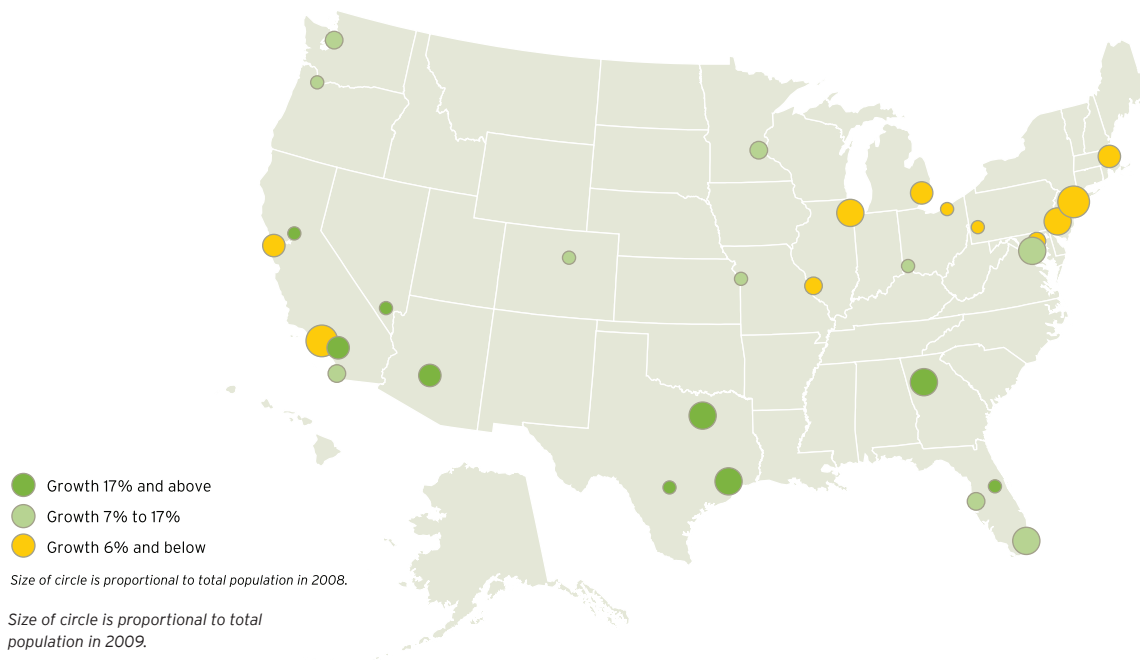 Growth 17% and above
Growth 7% to 17%
Growth 6% and below
Size of circle is proportional to total population in 2008.
Size of circle is proportional to total
population in 2009.